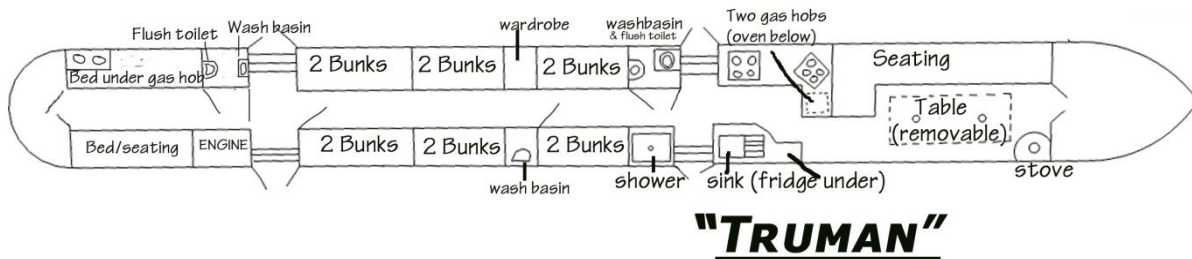 Flush toilet
Wash basin
wardrobe
washbasin
& flush toilet
Two gas hobs
(oven below)
Bed under gas hob
2 Bunks
2 Bunks
2 Bunks
Seating
Table
(removable)
Bed/seating
ENGINE
2 Bunks
2 Bunks
2 Bunks
wash basin
shower
sink (fridge under)
stove
"TRUMAN"